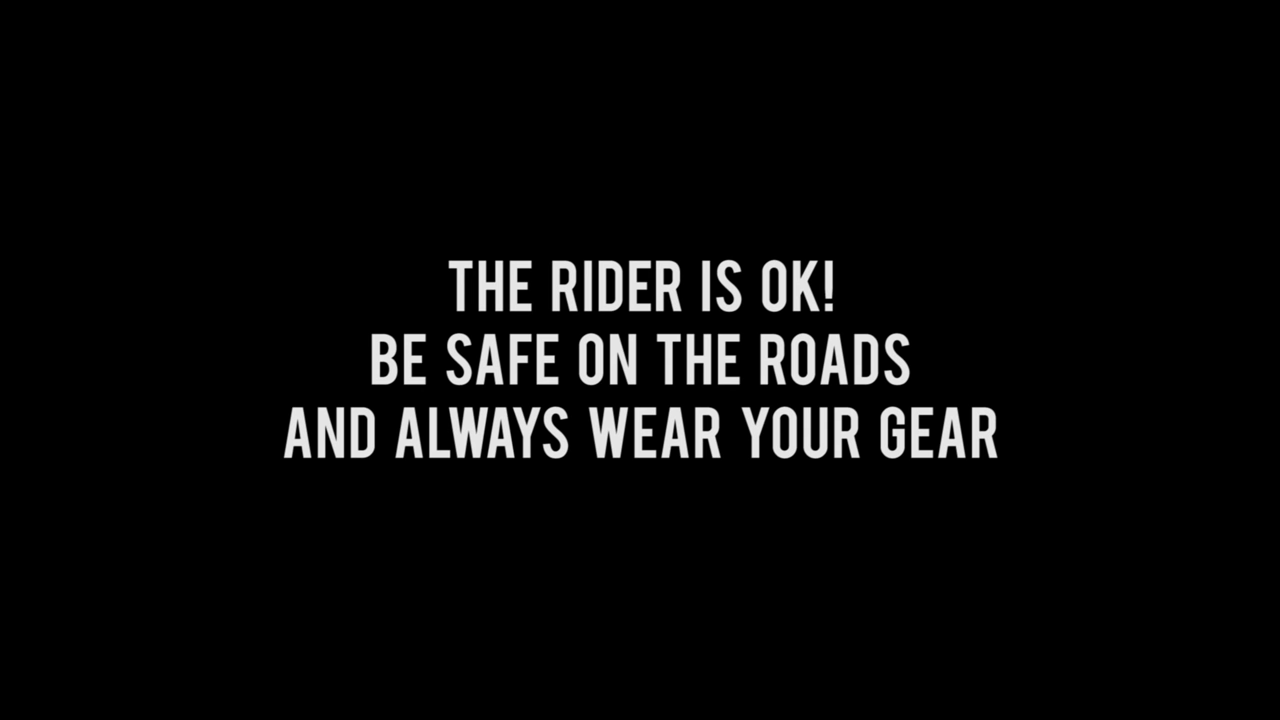 THE RIDER IS OK!
BE SAFE ON THE ROADS
AND ALWAYS WEAR YOUR GEAR